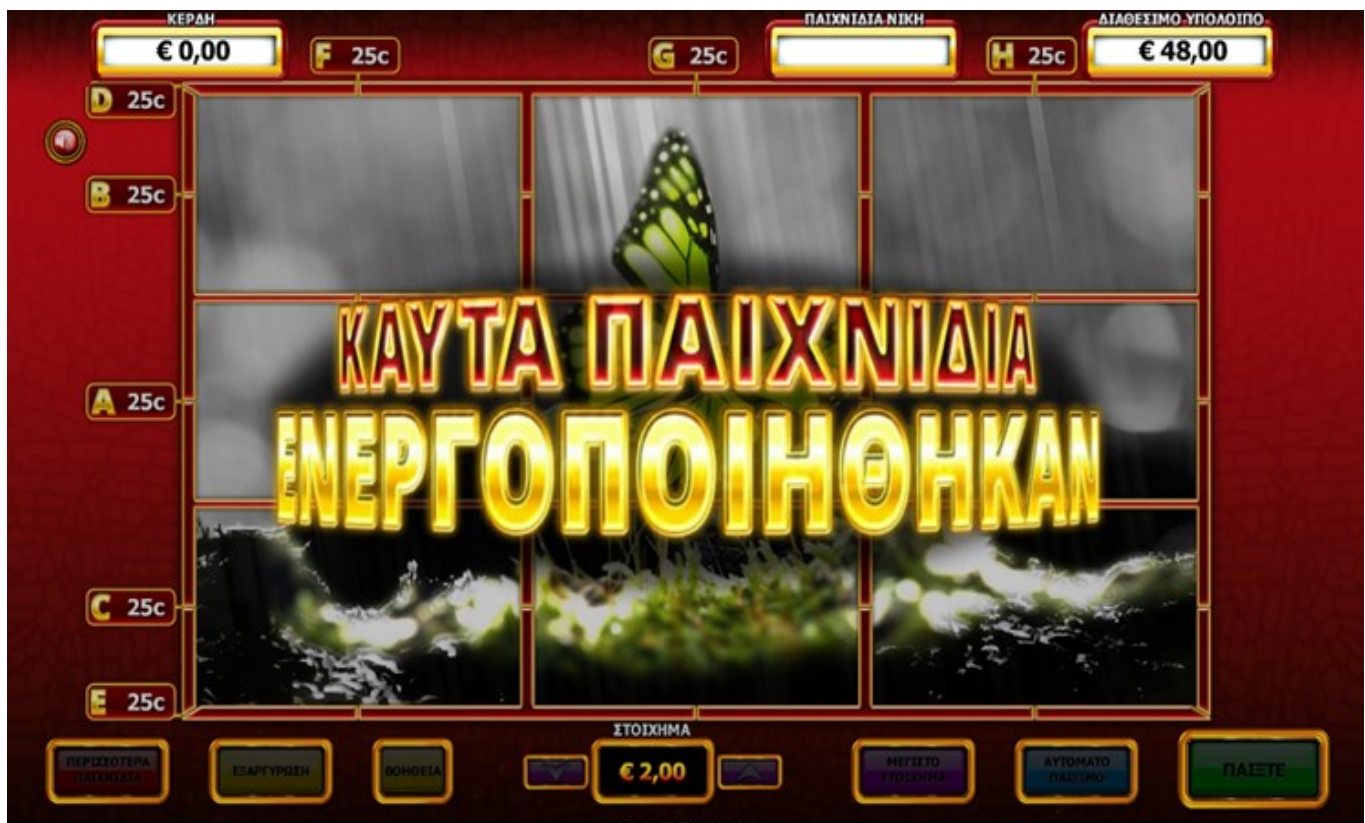 ΚΕΡΔΗ
ΠΑΙΧΝΙΔΙΑ ΝΙΚΗ
ΔΙΑΘΕΣΙΜΟ ΥΠΟΛΟΙΠΟ
€ 0,00
F 25c
G 25c
H 25c
€ 48,00
D 25c
B 25c
ΚΑΥΤΑ ΠΑΙΧΝΙΔΙΑ
A 25c
ΕΝΕΡΓΟΠΟΙΗΘΗΚΑΝ
C 25c
E 25c
ΣΤΟΙΧΗΜΑ
ΠΕΡΙΣΣΟΤΕΡΑ
ΠΑΙΧΝΙΔΙΑ
ΕΞΑΡΓΥΡΩΣΗ
ΒΟΗΘΕΙΑ
€ 2,00
ΜΕΓΙΣΤΟ
ΣΤΟΙΧΗΜΑ
ΑΥΤΟΜΑΤΟ
ΠΑΙΞΙΜΟ
ΠΑΙΞΤΕ